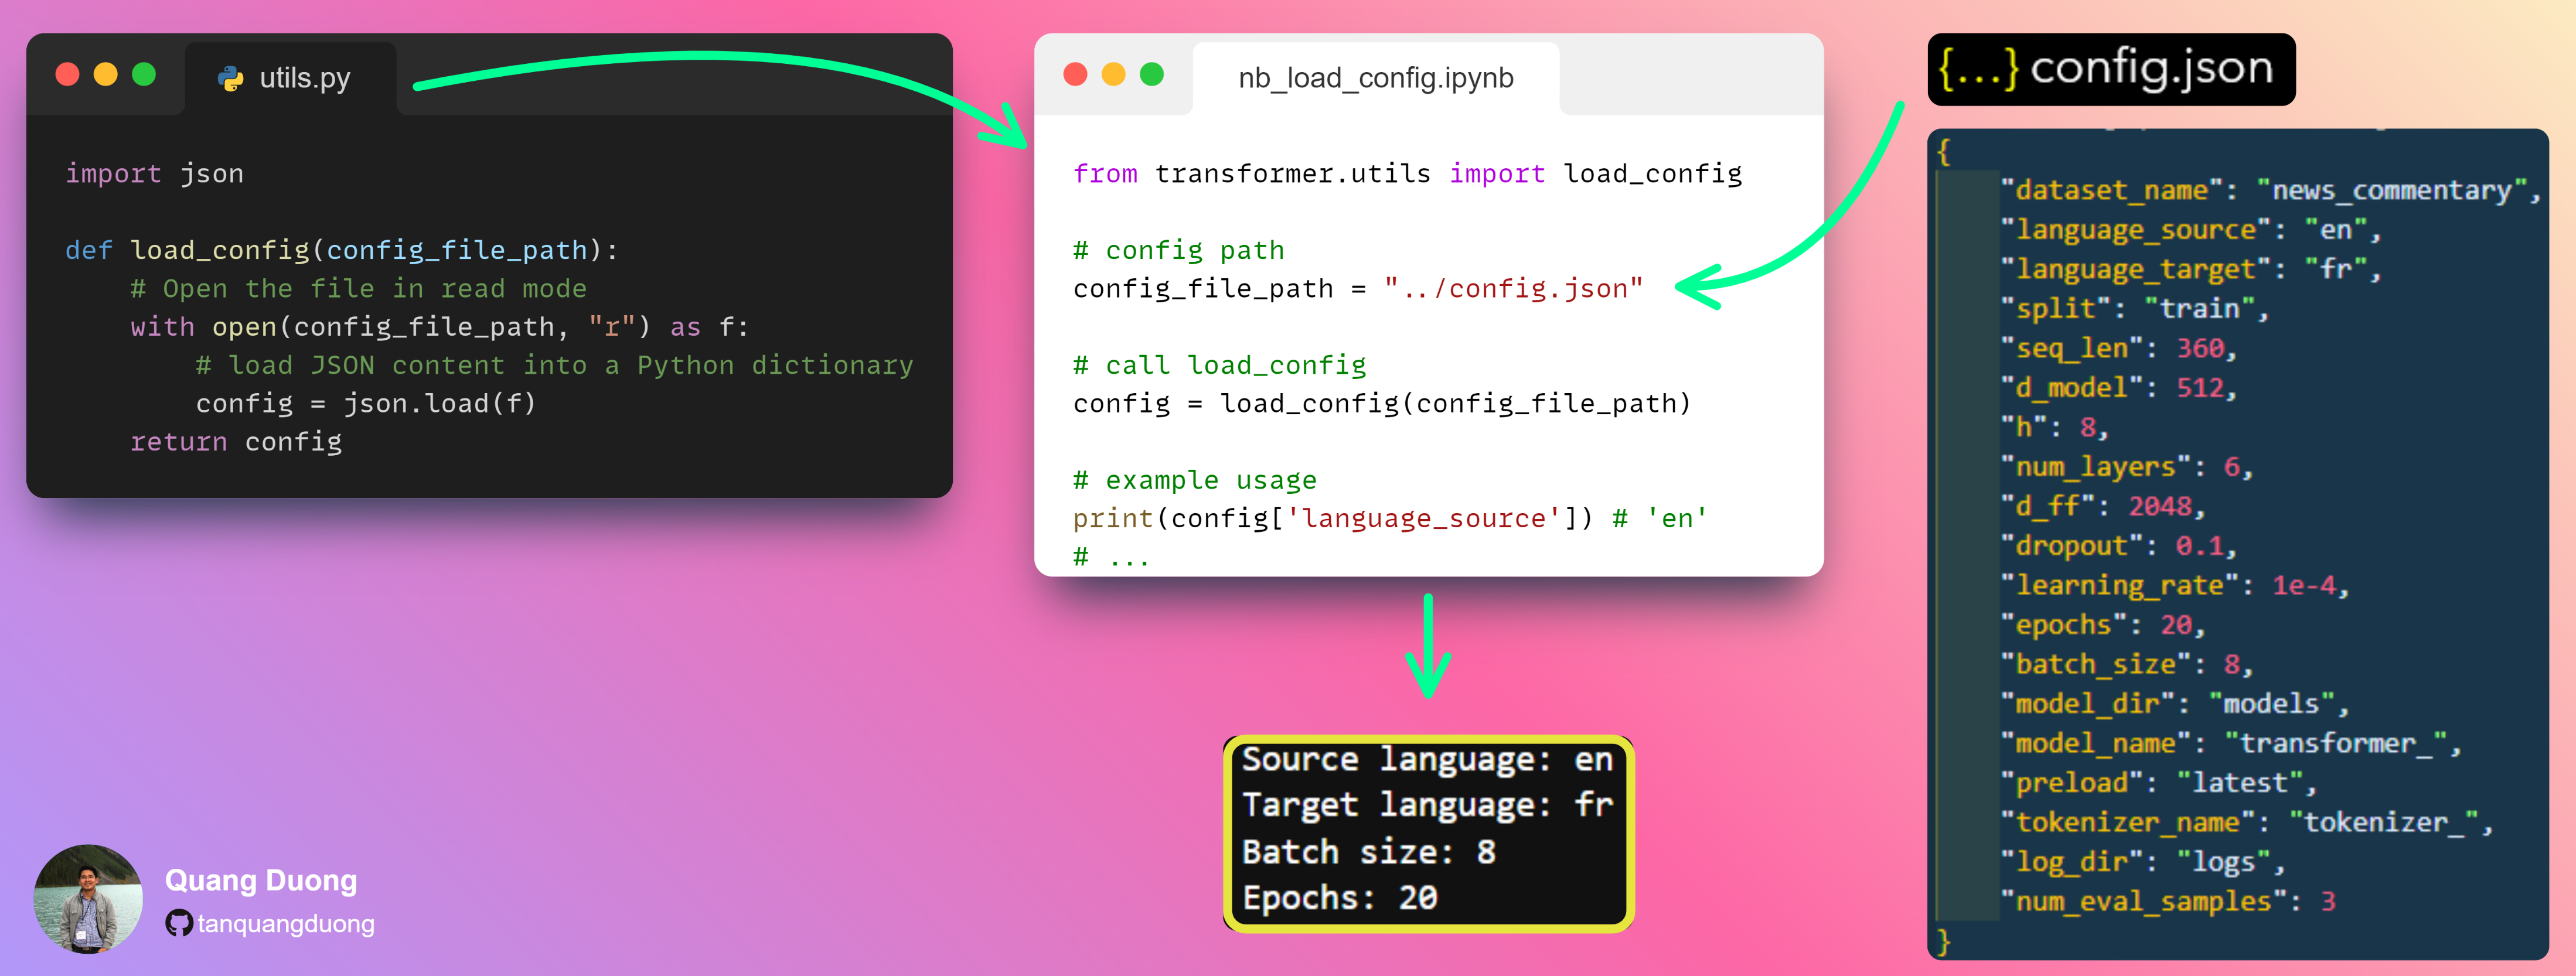 utils.py
import json
def load_config(config_file_path):
    # Open the file in read mode
    with open(config_file_path, "r") as f:
        # load JSON content into a Python dictionary
        config = json.load(f)
    return config
nb_load_config.ipynb
from transformer.utils import load_config
# config path
config_file_path = "../config.json"
# call load_config
config = load_config(config_file_path)
# example usage
print(config['language_source']) # 'en'
# ...
Source language: en
Target language: fr
Batch size: 8
Epochs: 20
{...} config.json
{
    "dataset_name": "news_commentary",
    "language_source": "en",
    "language_target": "fr",
    "split": "train",
    "seq_len": 360,
    "d_model": 512,
    "h": 8,
    "num_layers": 6,
    "d_ff": 2048,
    "dropout": 0.1,
    "learning_rate": 1e-4,
    "epochs": 20,
    "batch_size": 8,
    "model_dir": "models",
    "model_name": "transformer_",
    "preload": "latest",
    "tokenizer_name": "tokenizer_",
    "log_dir": "logs",
    "num_eval_samples": 3
}
Quang Duong
tanquangduong